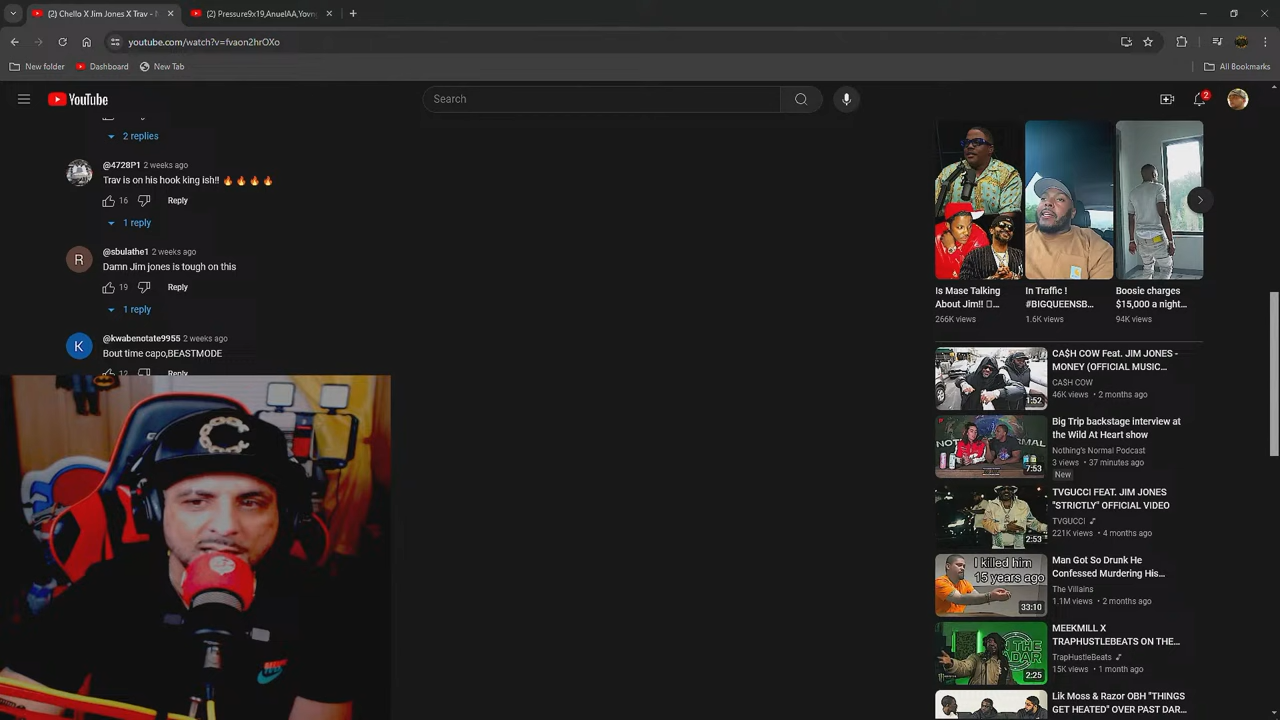 (2) Chello X Jim Jones X Trav -
(2) Pressure9x19,AnuelAA,Yovn
youtube.com/watch?v=fvaon2hrOXo
New folder
Dashboard
New Tab
All Bookmarks
YouTube
Search
2
2 replies
@4728P1 2 weeks ago
Trav is on his hook king ish!! 🔥🔥🔥🔥
16
Reply
1 reply
@sbulathe1 2 weeks ago
R
Damn Jim jones is tough on this
19
Reply
1 reply
@kwabenotate9955 2 weeks ago
K
Bout time capo,BEASTMODE
12
Reply
Is Mase Talking
About Jim!!
266K views
In Traffic !
#BIGQUEENSB...
1.6K views
Boosie charges
$15,000 a night...
94K views
CA$H COW Feat. JIM JONES -
MONEY (OFFICIAL MUSIC...
CA$H COW
46K views • 2 months ago
1:52
Big Trip backstage interview at
the Wild At Heart show
Nothing's Normal Podcast
3 views • 37 minutes ago
New
7:53
TVGUCCI FEAT. JIM JONES
"STRICTLY" OFFICIAL VIDEO
TVGUCCI
221K views • 4 months ago
2:53
I killed him
15 years ago
33:10
Man Got So Drunk He
Confessed Murdering His...
The Villains
1.1M views • 2 months ago
MEEKMILL X
TRAPHUSTLEBEATS ON THE...
TrapHustleBeats
15K views • 1 month ago
2:25
Lik Moss & Razor OBH "THINGS
GET HEATED" OVER PAST DAR...